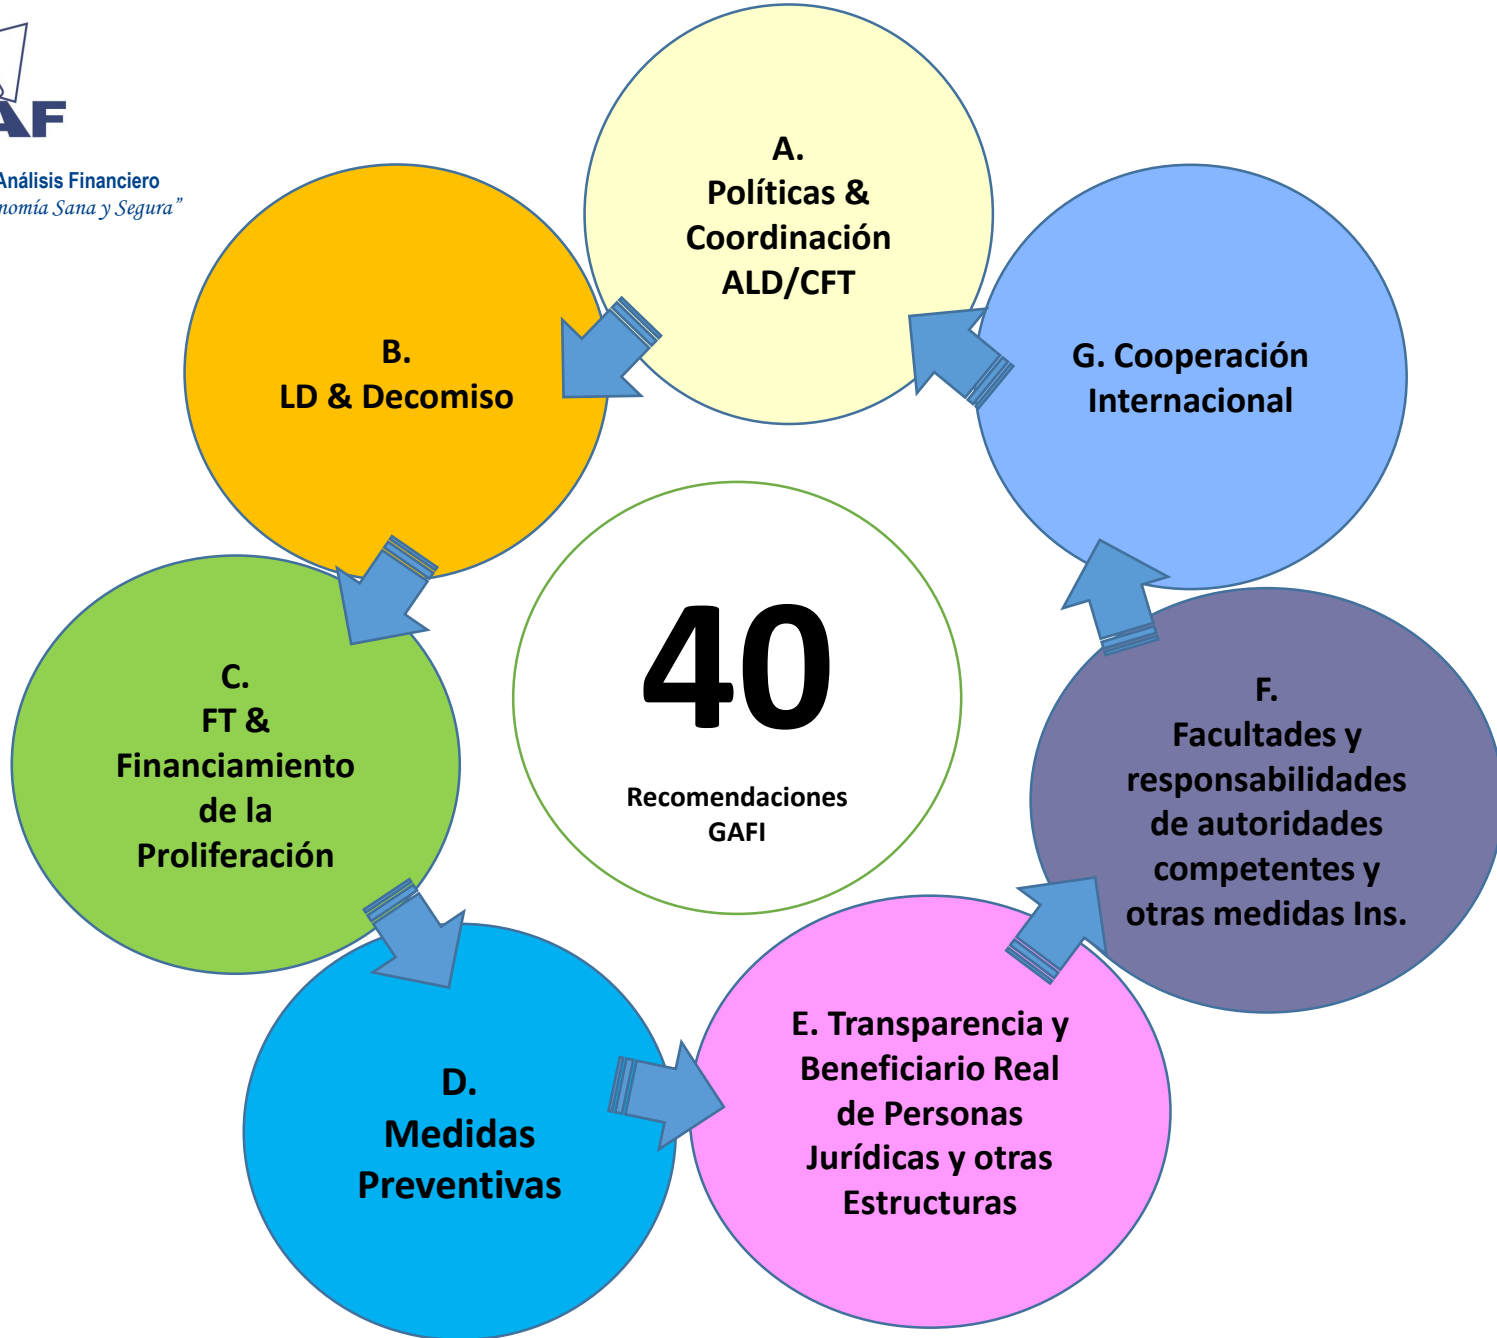 AF
Análisis Financiero
Sana y Segura”
A.
Políticas &
Coordinación
ALD/CFT
B.
LD & Decomiso
G. Cooperación
Internacional
C.
FT &
Financiamiento
de la
Proliferación
40
Recomendaciones
GAFI
F.
Facultades y
responsabilidades
de autoridades
competentes y
otras medidas Ins.
D.
Medidas
Preventivas
E. Transparencia y
Beneficiario Real
de Personas
Jurídicas y otras
Estructuras